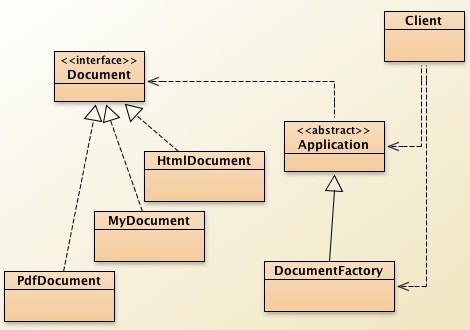 Client
<<interface>>
Document
<<abstract>>
Application
HtmlDocument
MyDocument
PdfDocument
DocumentFactory